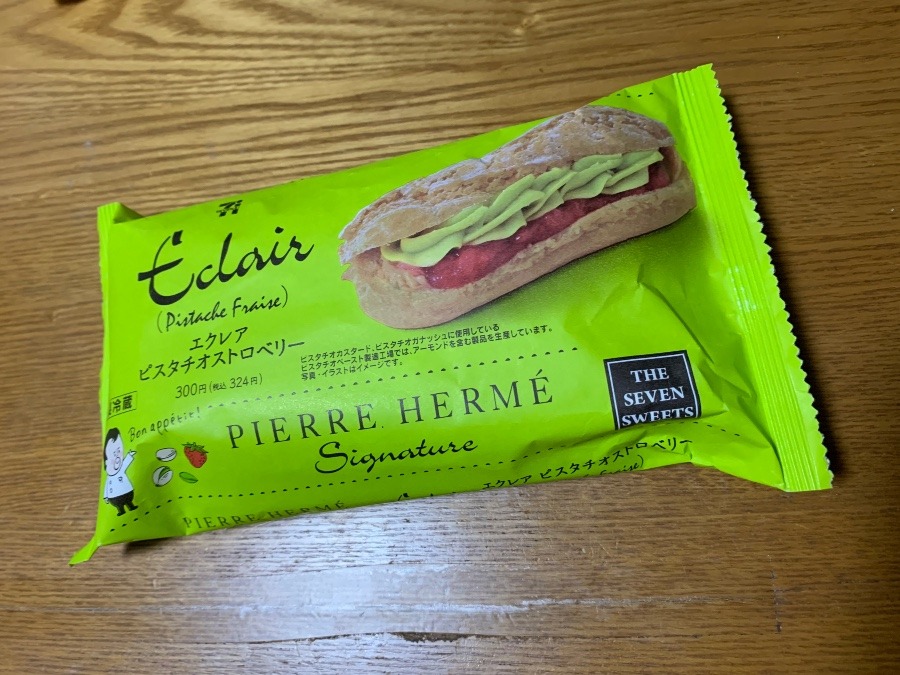 Eclair
(Pistache Fraise)
エクレア
ピスタチオストロベリー
300円(税込 324円)
ピスタチオカスタード、ピスタチオガナッシュに使用している
ピスタチオペースト製造工場では、アーモンドを含む製品を生産しています。
写真・イラストはイメージです。
冷蔵
Bon appétit!
PIERRE HERMÉ
Signature
THE
SEVEN
SWEETS
エクレア ピスタチオストロベリー
PIERRE HERMÉ